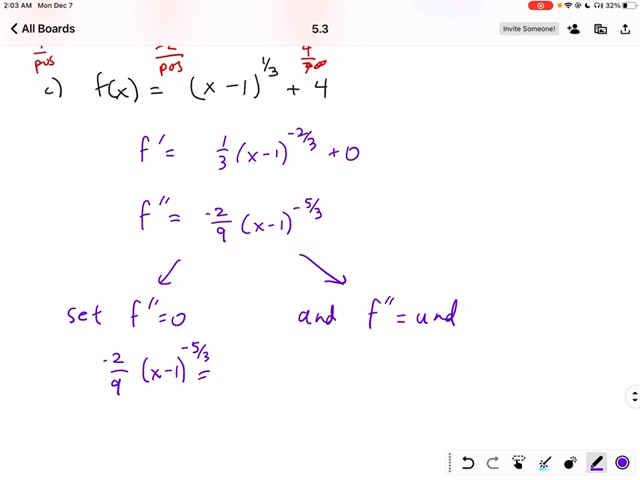 2:03 AM Mon Dec 7 32%
All Boards 5.3 Invite Someone!
pos -2/pos 4/
c) f(x) = (x-1)^1/3 + 4
f' = 1/3 (x-1)^-2/3 + 0
f'' = -2/9 (x-1)^-5/3
set f''=0 and f''= und
-2/9 (x-1)^-5/3 =